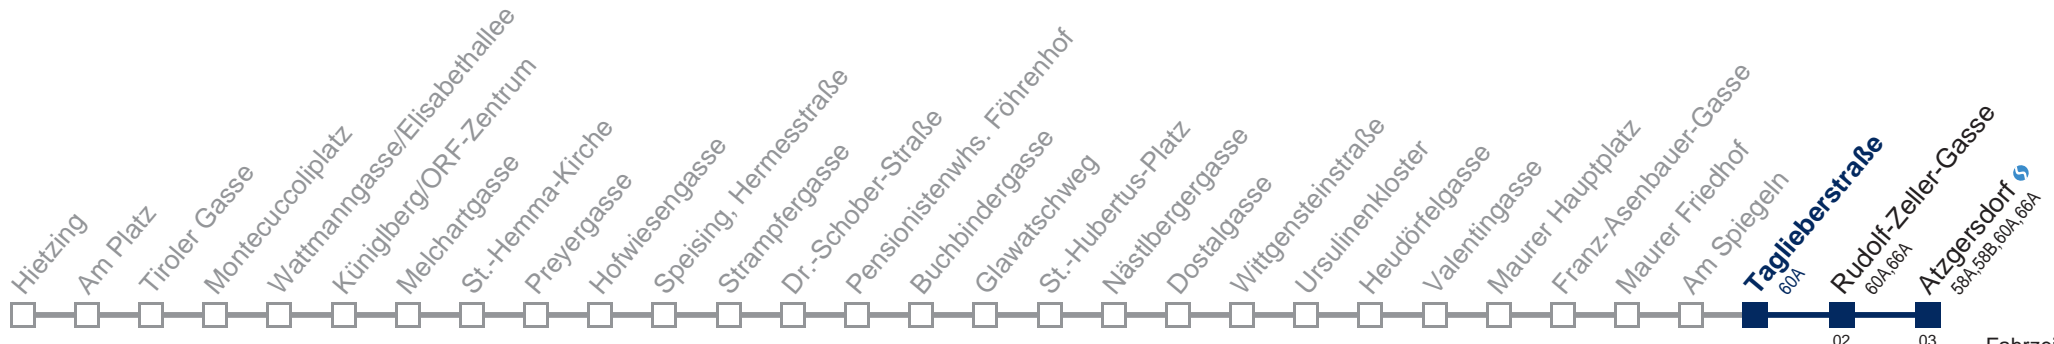 Hietzing
Am Platz
Tiroler Gasse
Montecuccoliplatz
Wattmanngasse/Elisabethallee
Küniglberg/ORF-Zentrum
Melchartgasse
St.-Hemma-Kirche
Preyergasse
Hofwiesengasse
Speising, Hermesstraße
Strampfergasse
Dr.-Schober-Straße
Pensionistenwhs. Föhrenhof
Buchbindergasse
Glawatschweg
St.-Hubertus-Platz
Nästlbergergasse
Dostalgasse
Wittgensteinstraße
Ursulinenkloster
Heudörfelgasse
Valentingasse
Maurer Hauptplatz
Franz-Asenbauer-Gasse
Maurer Friedhof
Am Spiegeln
Taglieberstraße
60A
Rudolf-Zeller-Gasse
60A,66A
Atzgersdorf
58A,58B,60A,66A
02
03